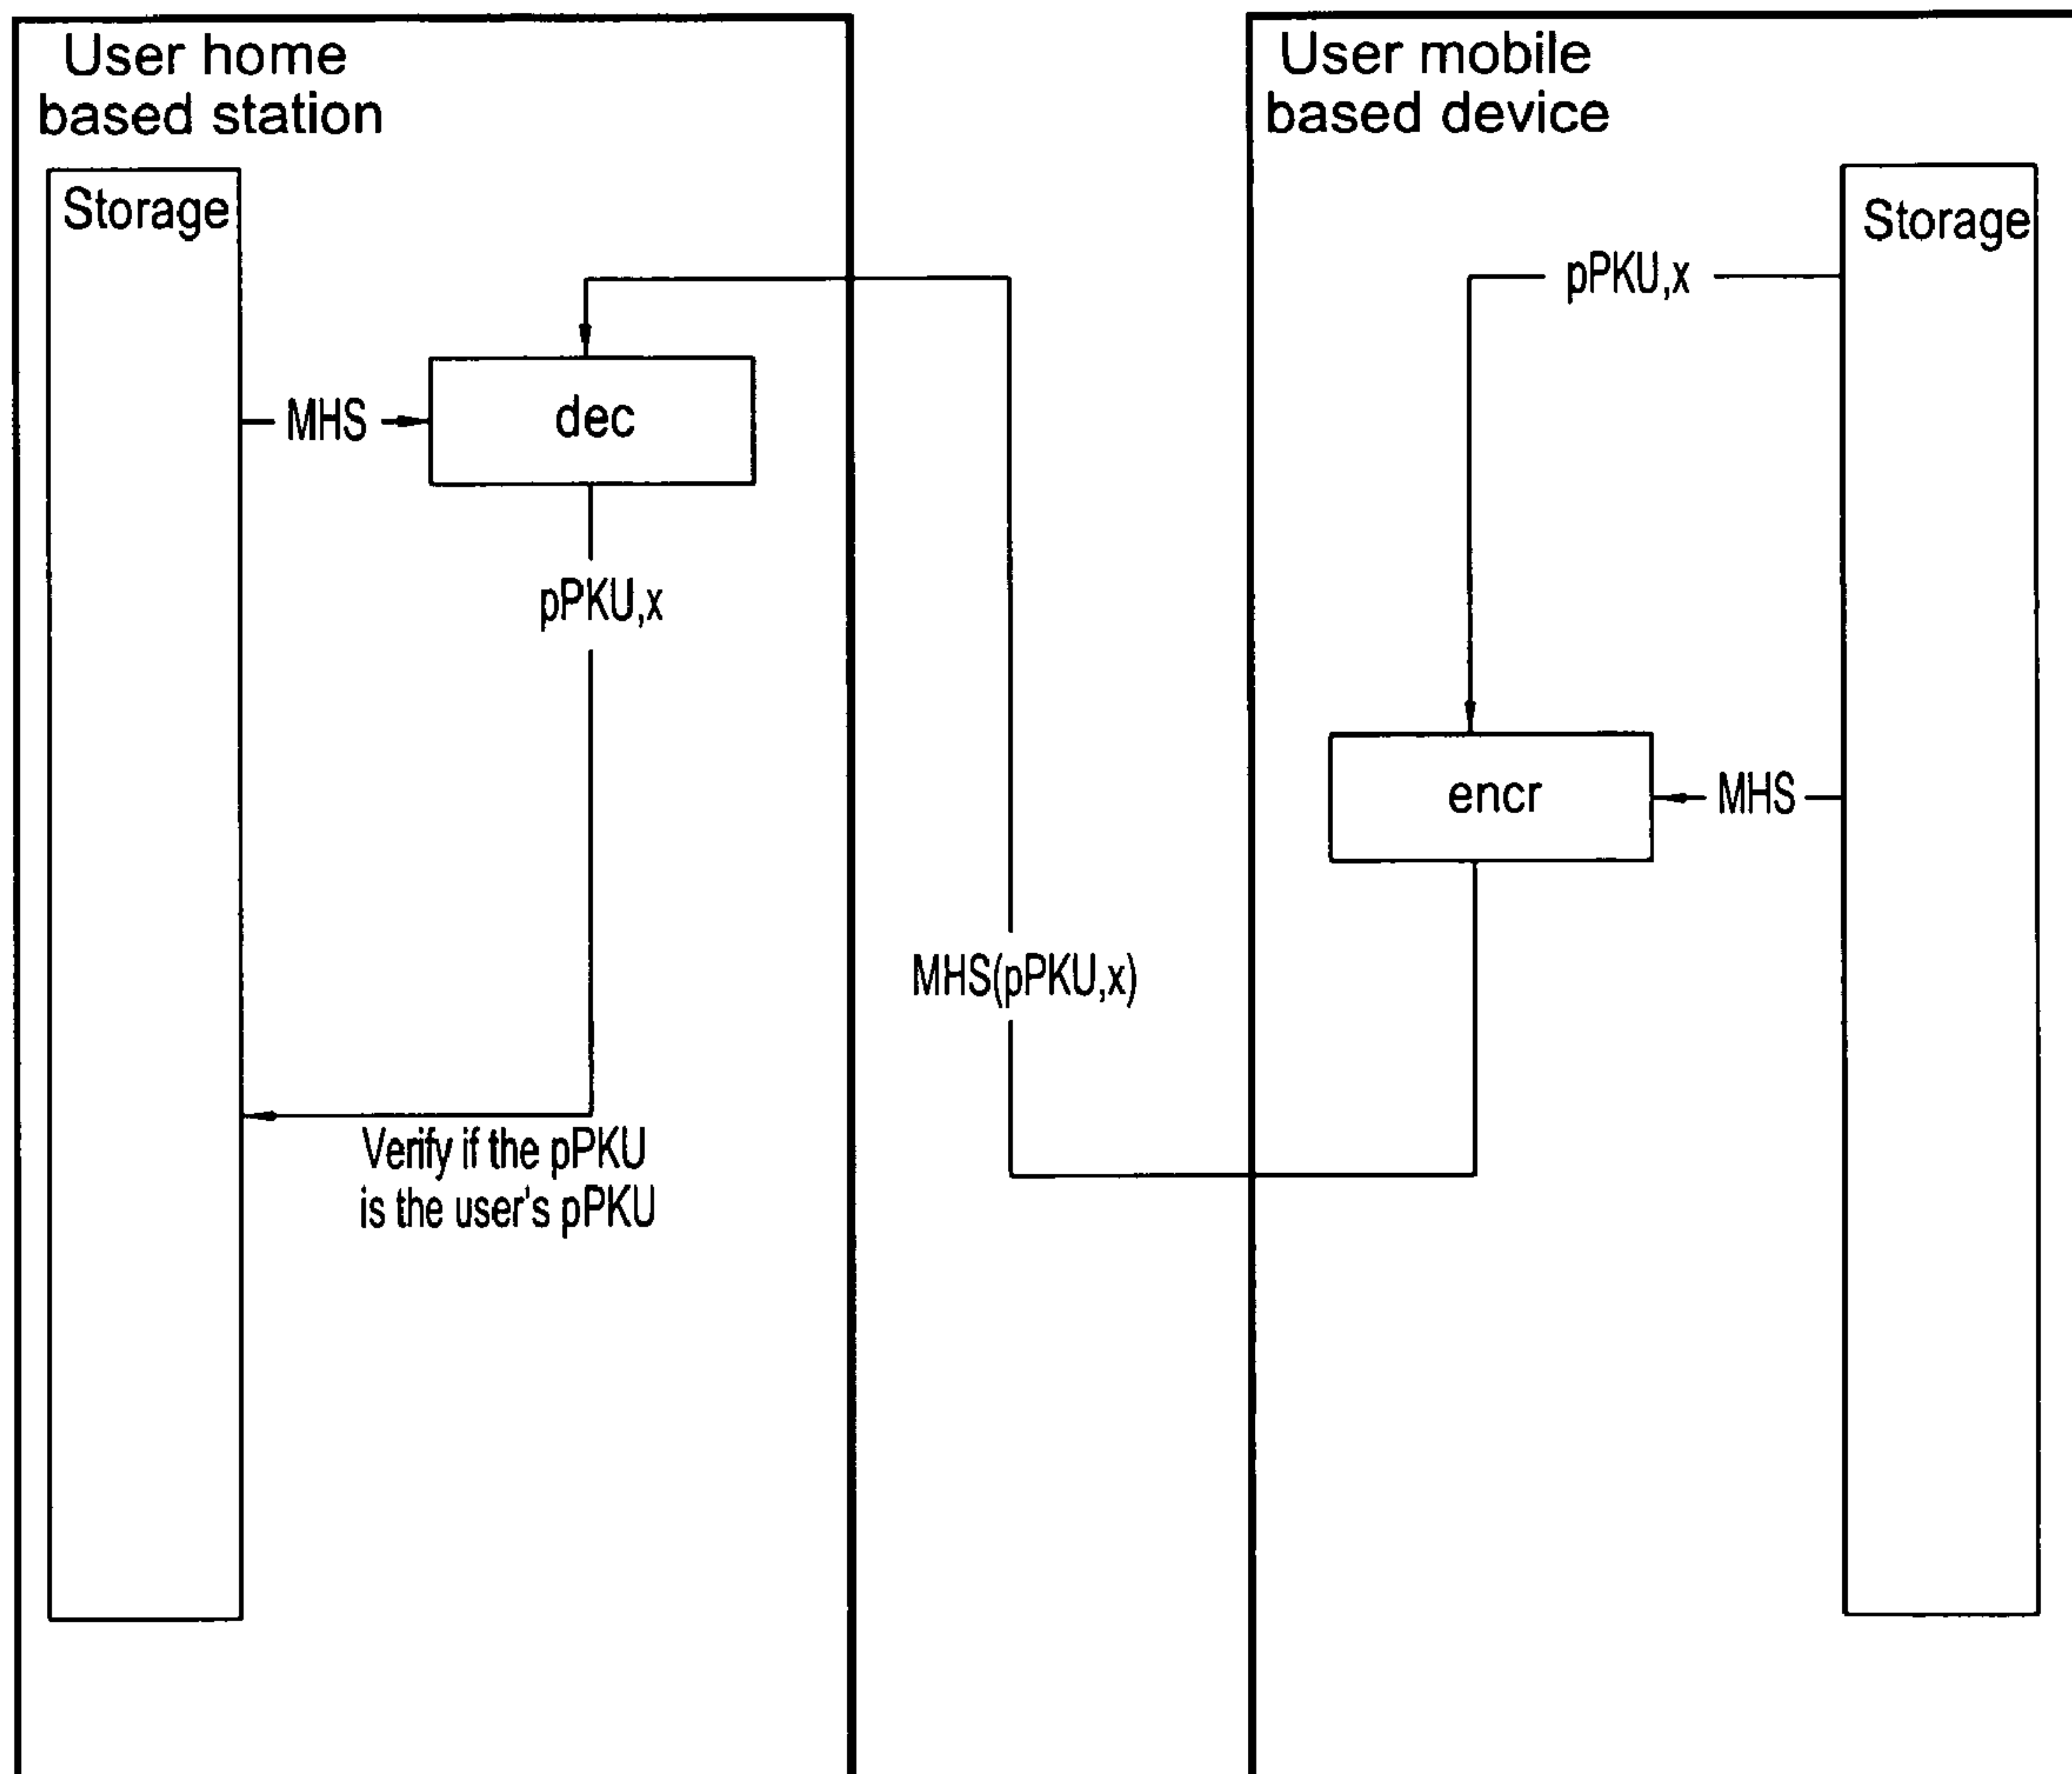 User home
based station
Storage
MHS
dec
pPKU,x
Verify if the pPKU
is the user's pPKU
MHS(pPKU,x)
User mobile
based device
Storage
pPKU,x
encr
MHS